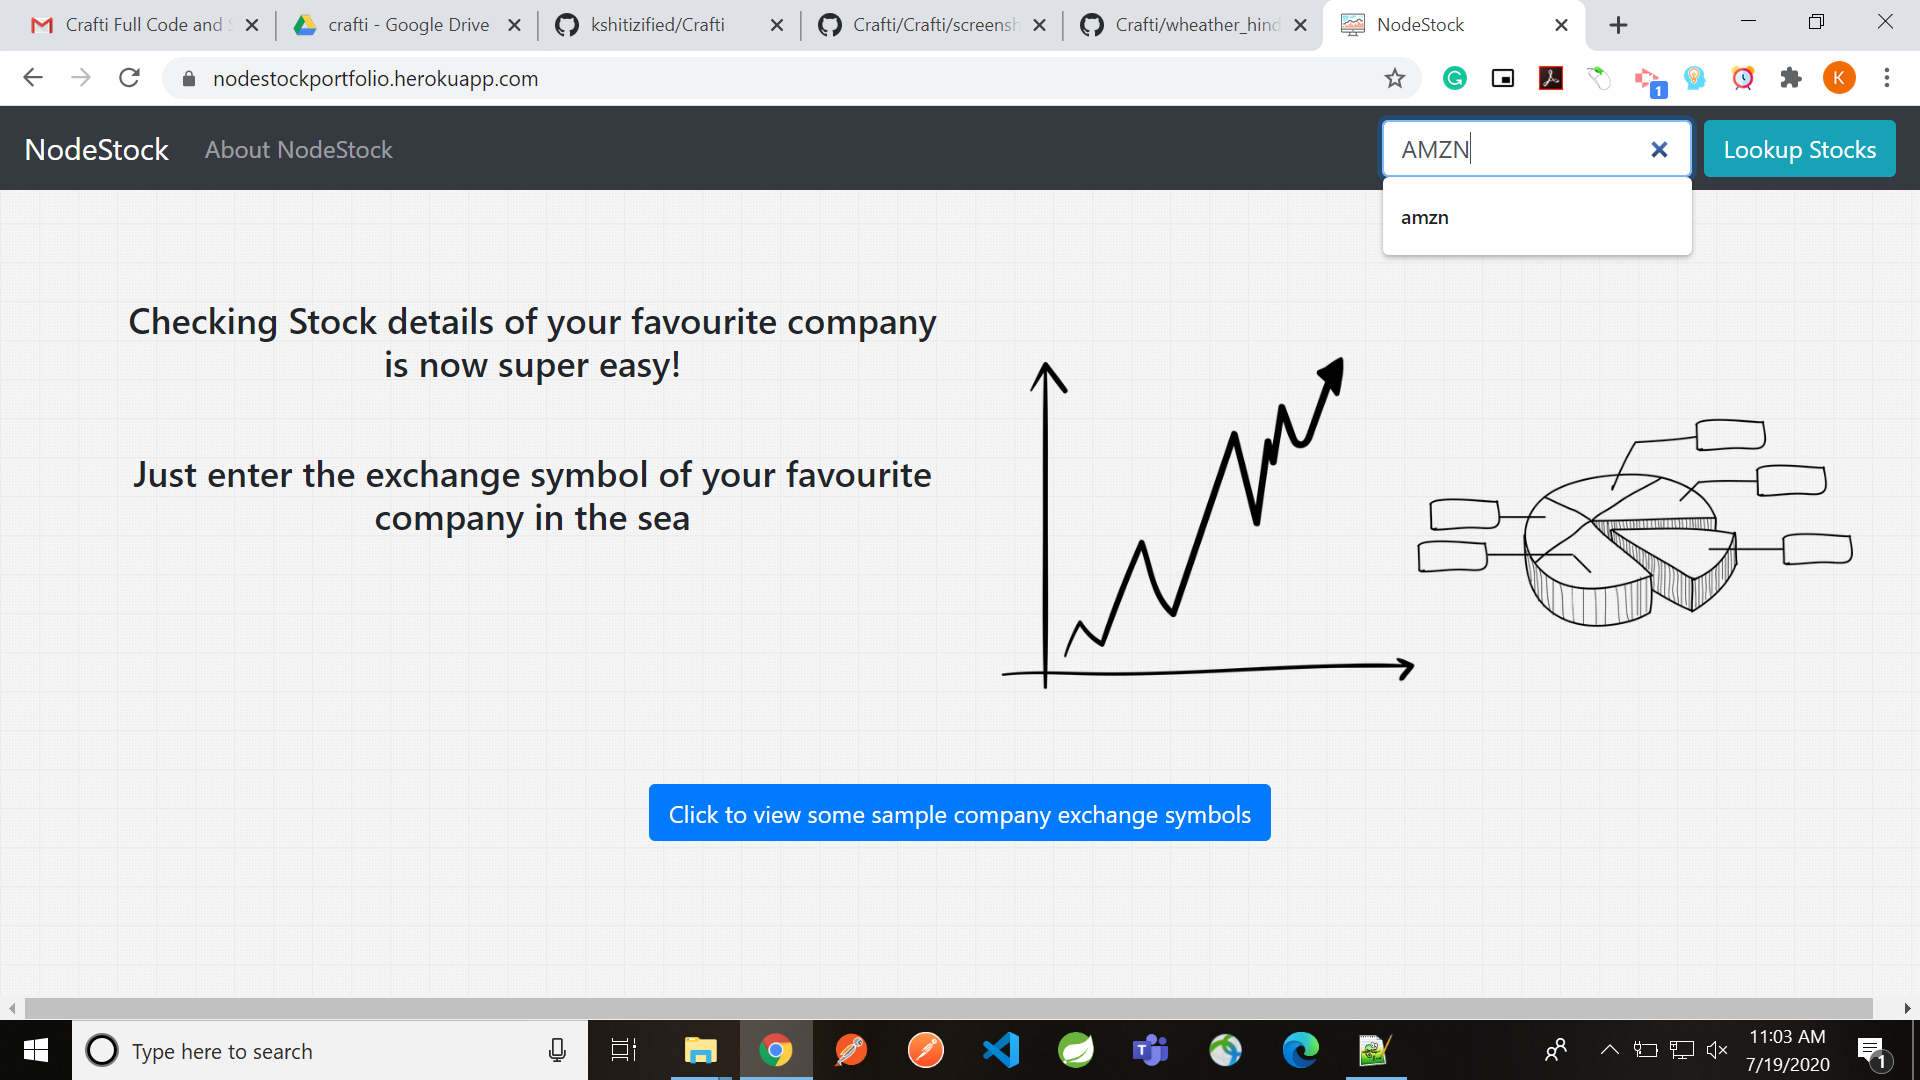 Crafti Full Code and S
crafti - Google Drive
kshitizified/Crafti
Crafti/Crafti/screensh
Crafti/wheather_hind
NodeStock
nodestockportfolio.herokuapp.com
1
K
NodeStock
About NodeStock
AMZN
Lookup Stocks
amzn
Checking Stock details of your favourite company
is now super easy!
Just enter the exchange symbol of your favourite
company in the sea
Click to view some sample company exchange symbols
Type here to search
11:03 AM
7/19/2020
1